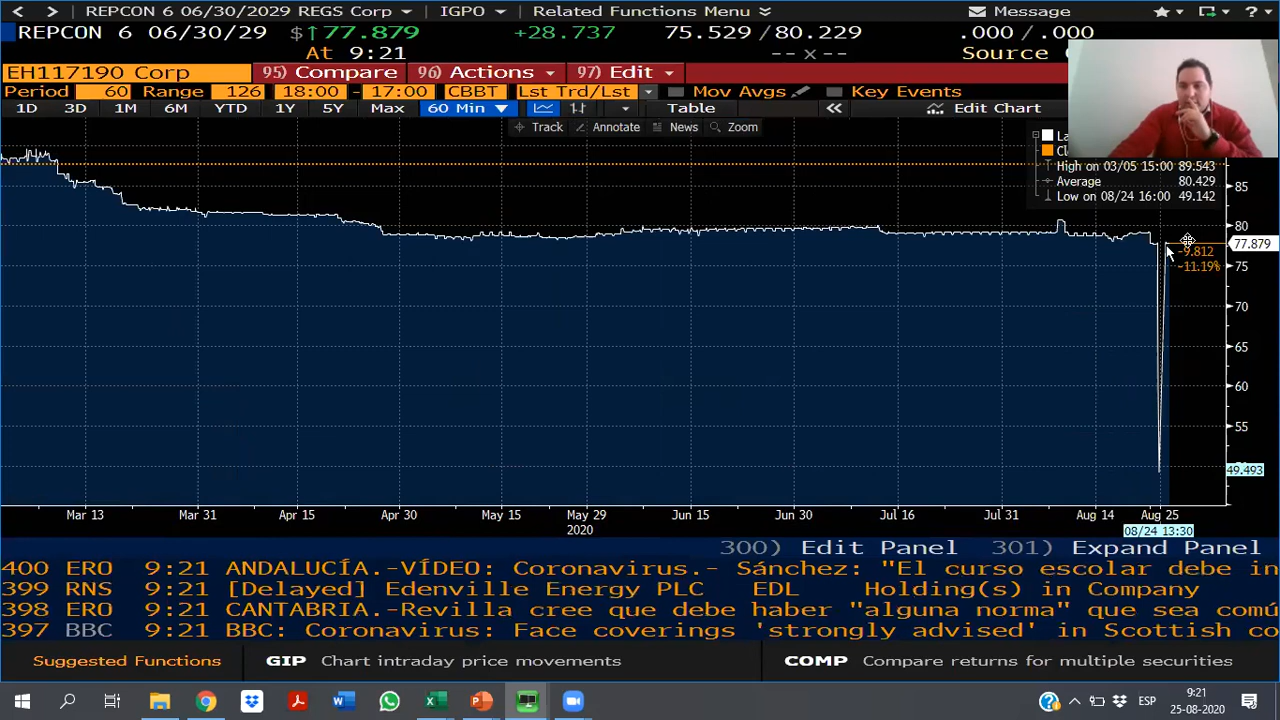 REPCON 6 06/30/2029 REGS Corp IGPO Related Functions Menu Message
REPCON 6 06/30/29 $↑77.879 +28.737 75.529/80.229 .000/.000
At 9:21 --x-- Source
EH117190 Corp 95) Compare 96) Actions 97) Edit
Period 60 Range 126 18:00 - 17:00 CBBT Lst Trd/Lst Mov Avgs Key Events
1D 3D 1M 6M YTD 1Y 5Y Max 60 Min Table Edit Chart
Track Annotate News Zoom
High on 03/05 15:00 89.543
Average 80.429
Low on 08/24 16:00 49.142
85
80
77.879
-9.812
-11.19%
75
70
65
60
55
49.493
Mar 13 Mar 31 Apr 15 Apr 30 May 15 May 29 Jun 15 Jun 30 Jul 16 Jul 31 Aug 14 Aug 25
2020
08/24 13:30
300) Edit Panel 301) Expand Panel
400 ERO 9:21 ANDALUCÍA.-VÍDEO: Coronavirus.- Sánchez: "El curso escolar debe in
399 RNS 9:21 [Delayed] Edenville Energy PLC EDL Holding(s) in Company
398 ERO 9:21 CANTABRIA.-Revilla cree que debe haber "alguna norma" que sea comú
397 BBC 9:21 BBC: Coronavirus: Face coverings 'strongly advised' in Scottish co
Suggested Functions GIP Chart intraday price movements COMP Compare returns for multiple securities
ESP 9:21
25-08-2020